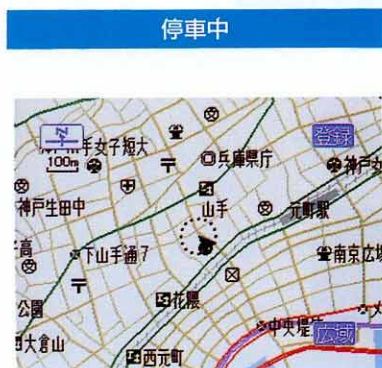 停車中
登録
手女子短大
100m
兵庫県庁
神戸
神戸生田中
山手
元町駅
高
下山手通7
南京広
公園
花隈
中央堤
広域
大倉山
西元町